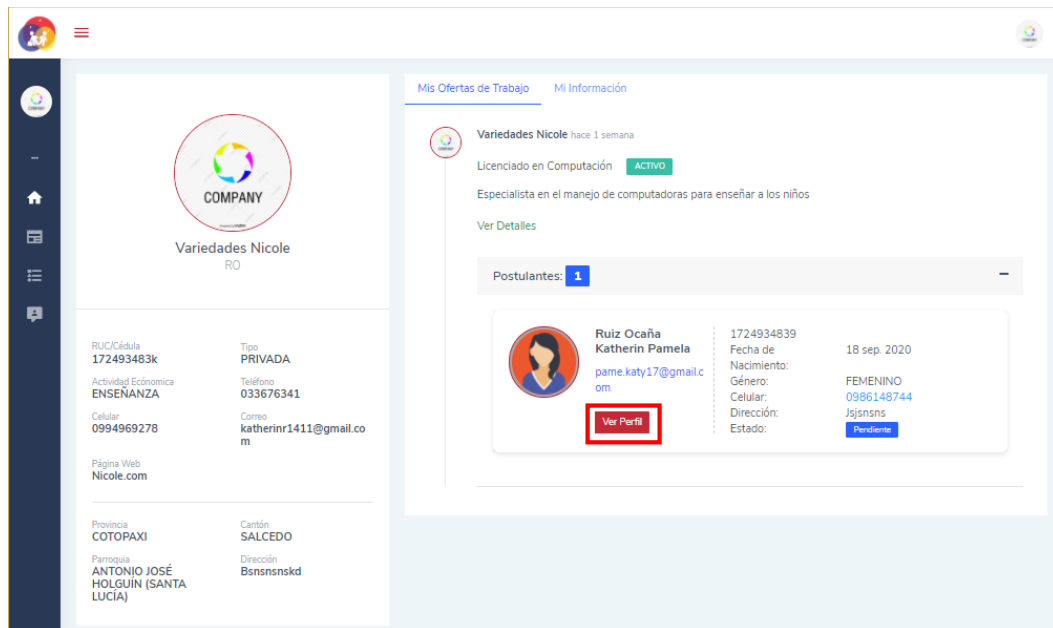 Mis Ofertas de Trabajo
Mi Información
COMPANY
Variedades Nicole
RO
RUC/Cédula
172493483k
Tipo
PRIVADA
Actividad Ecónomica
ENSEÑANZA
Teléfono
033676341
Celular
0994969278
Correo
katherinr1411@gmail.co
m
Página Web
Nicole.com
Provincia
COTOPAXI
Cantón
SALCEDO
Parroquia
ANTONIO JOSÉ
HOLGUÍN (SANTA
LUCÍA)
Dirección
Bsnsnsnskd
Variedades Nicole hace 1 semana
Licenciado en Computación ACTIVO
Especialista en el manejo de computadoras para enseñar a los niños
Ver Detalles
Postulantes: 1
Ruiz Ocaña
Katherin Pamela
pame.katy17@gmail.c
om
Ver Perfil
1724934839
Fecha de
Nacimiento:
18 sep. 2020
Género: FEMENINO
Celular: 0986148744
Dirección: Jsjsnsns
Estado: Pendiente